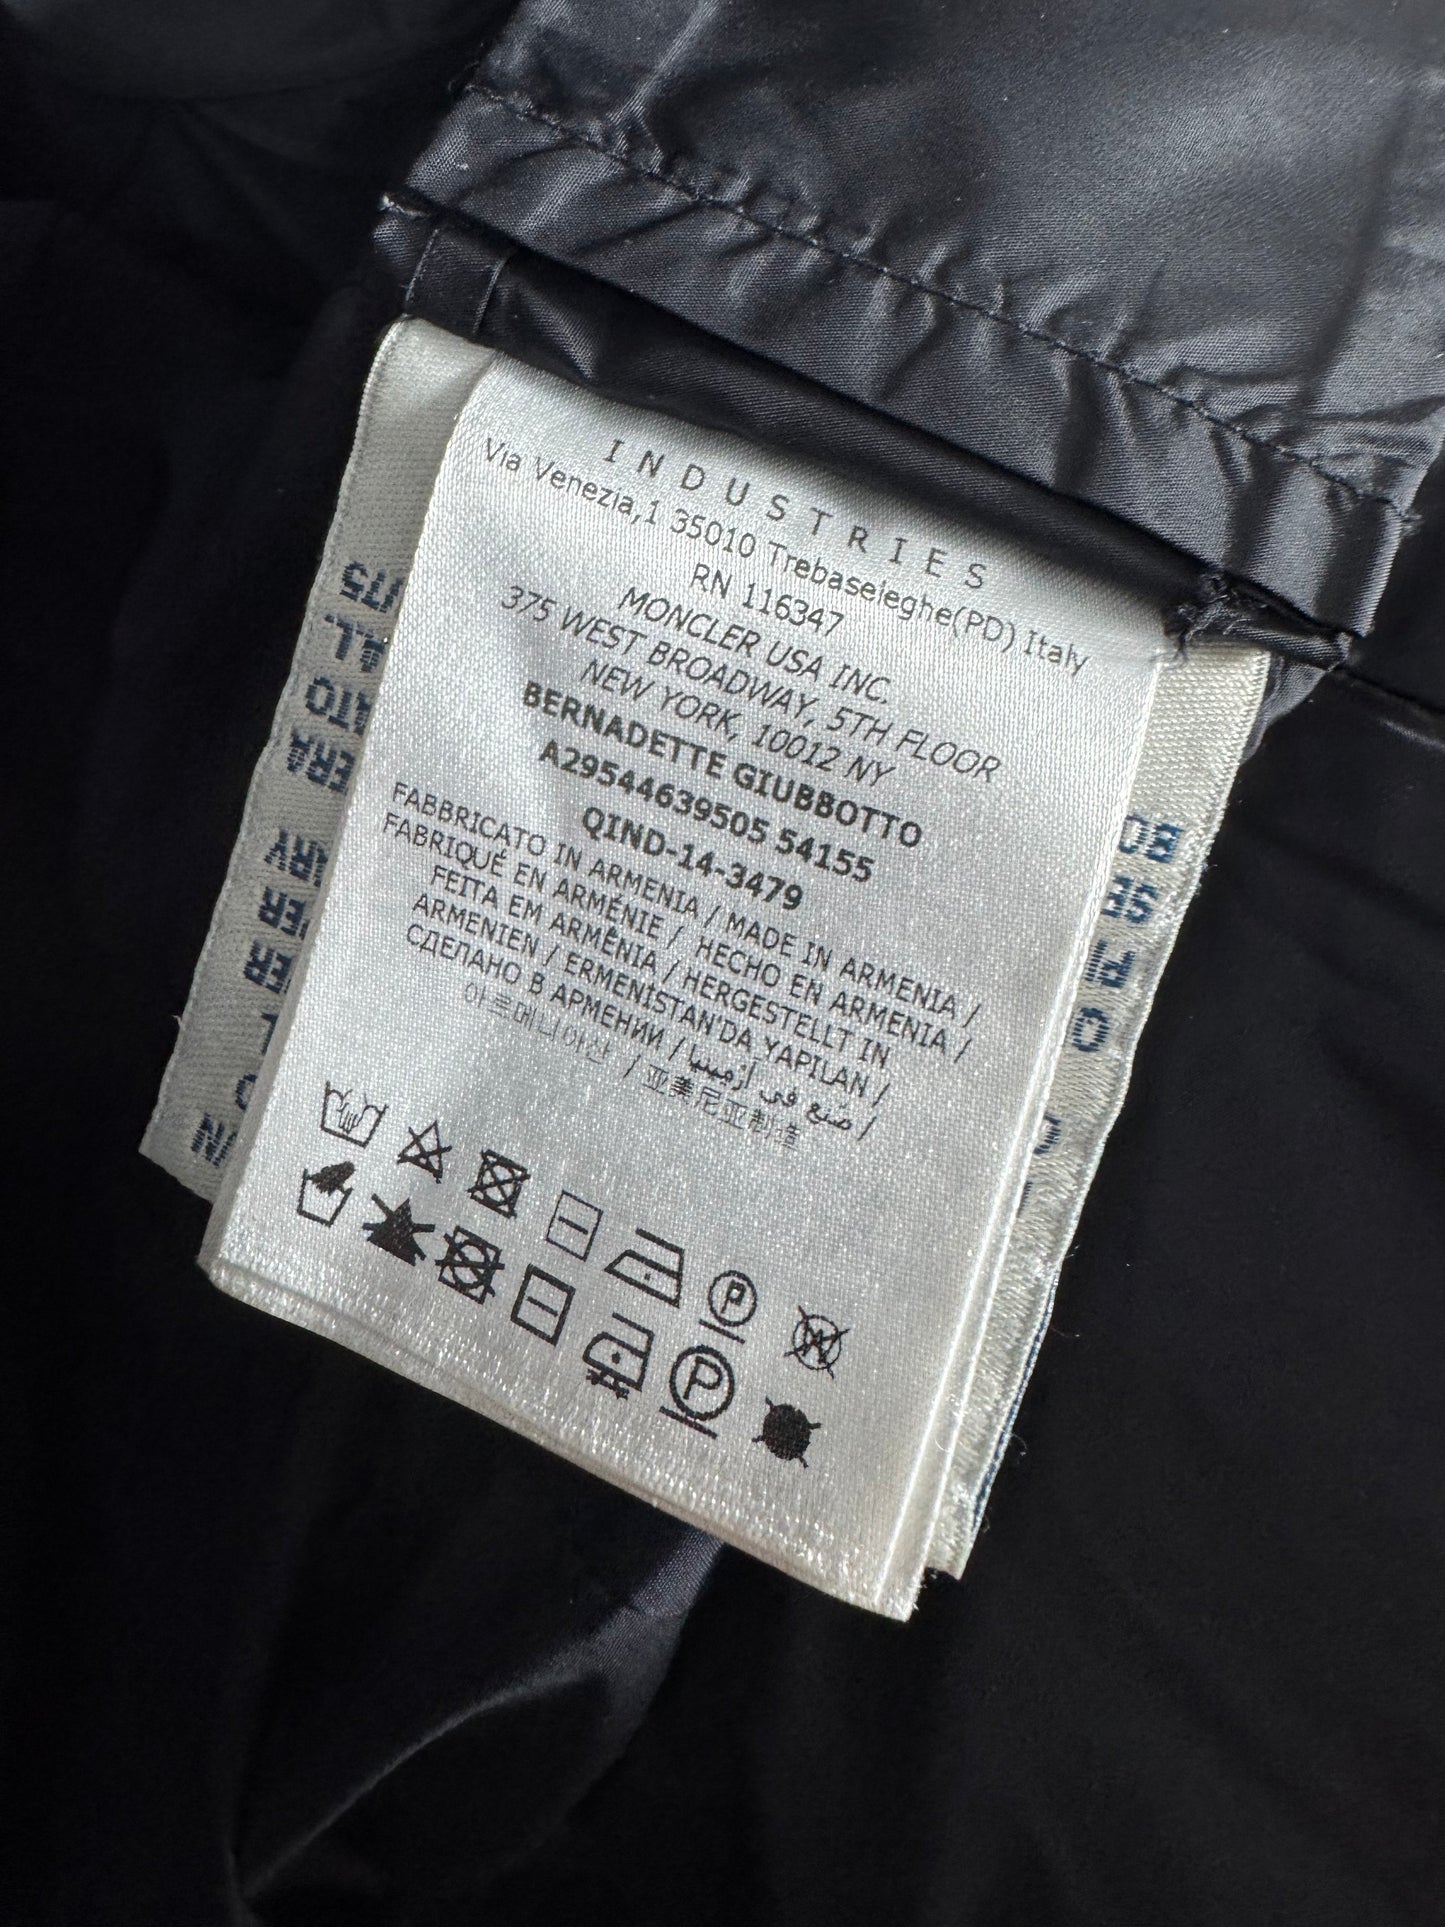 INDUSTRIES
Via Venezia,1 35010 Trebaseleghe(PD) Italy
RN 116347
MONCLER USA INC.
375 WEST BROADWAY, 5TH FLOOR
NEW YORK, 10012 NY
BERNADETTE GIUBBOTTO
A29544639505 54155
QIND-14-3479
FABBRICATO IN ARMENIA / MADE IN ARMENIA /
FABRIQUÉ EN ARMÉNIE / HECHO EN ARMENIA /
FEITA EM ARMÊNIA / HERGESTELLT IN
ARMENIEN / ERMENİSTAN'DA YAPILAN /
СДЕЛАНО В АРМЕНИИ / صنع في أرمينيا /
아르메니아산 / 亚美尼亚制造
P
W
P